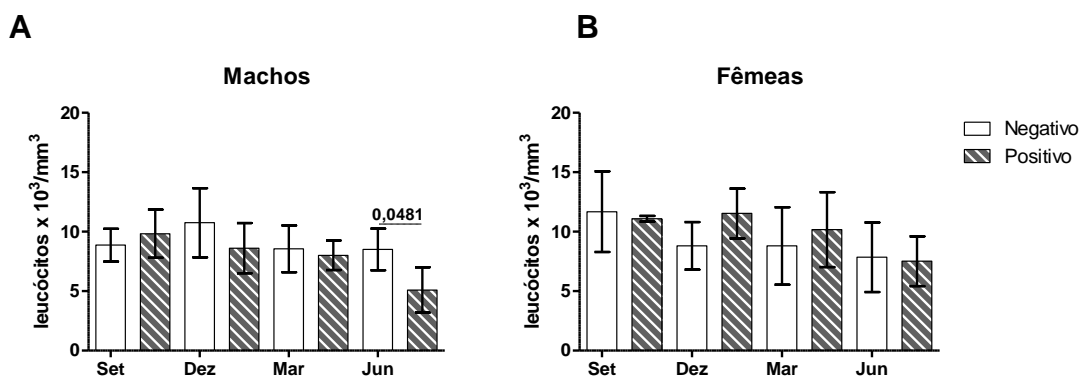 A
B
Machos
Fêmeas
leucócitos x 10³/mm³
20
15
10
5
0
0,0481
Set
Dez
Mar
Jun
leucócitos x 10³/mm³
20
15
10
5
0
Set
Dez
Mar
Jun
Negativo
Positivo